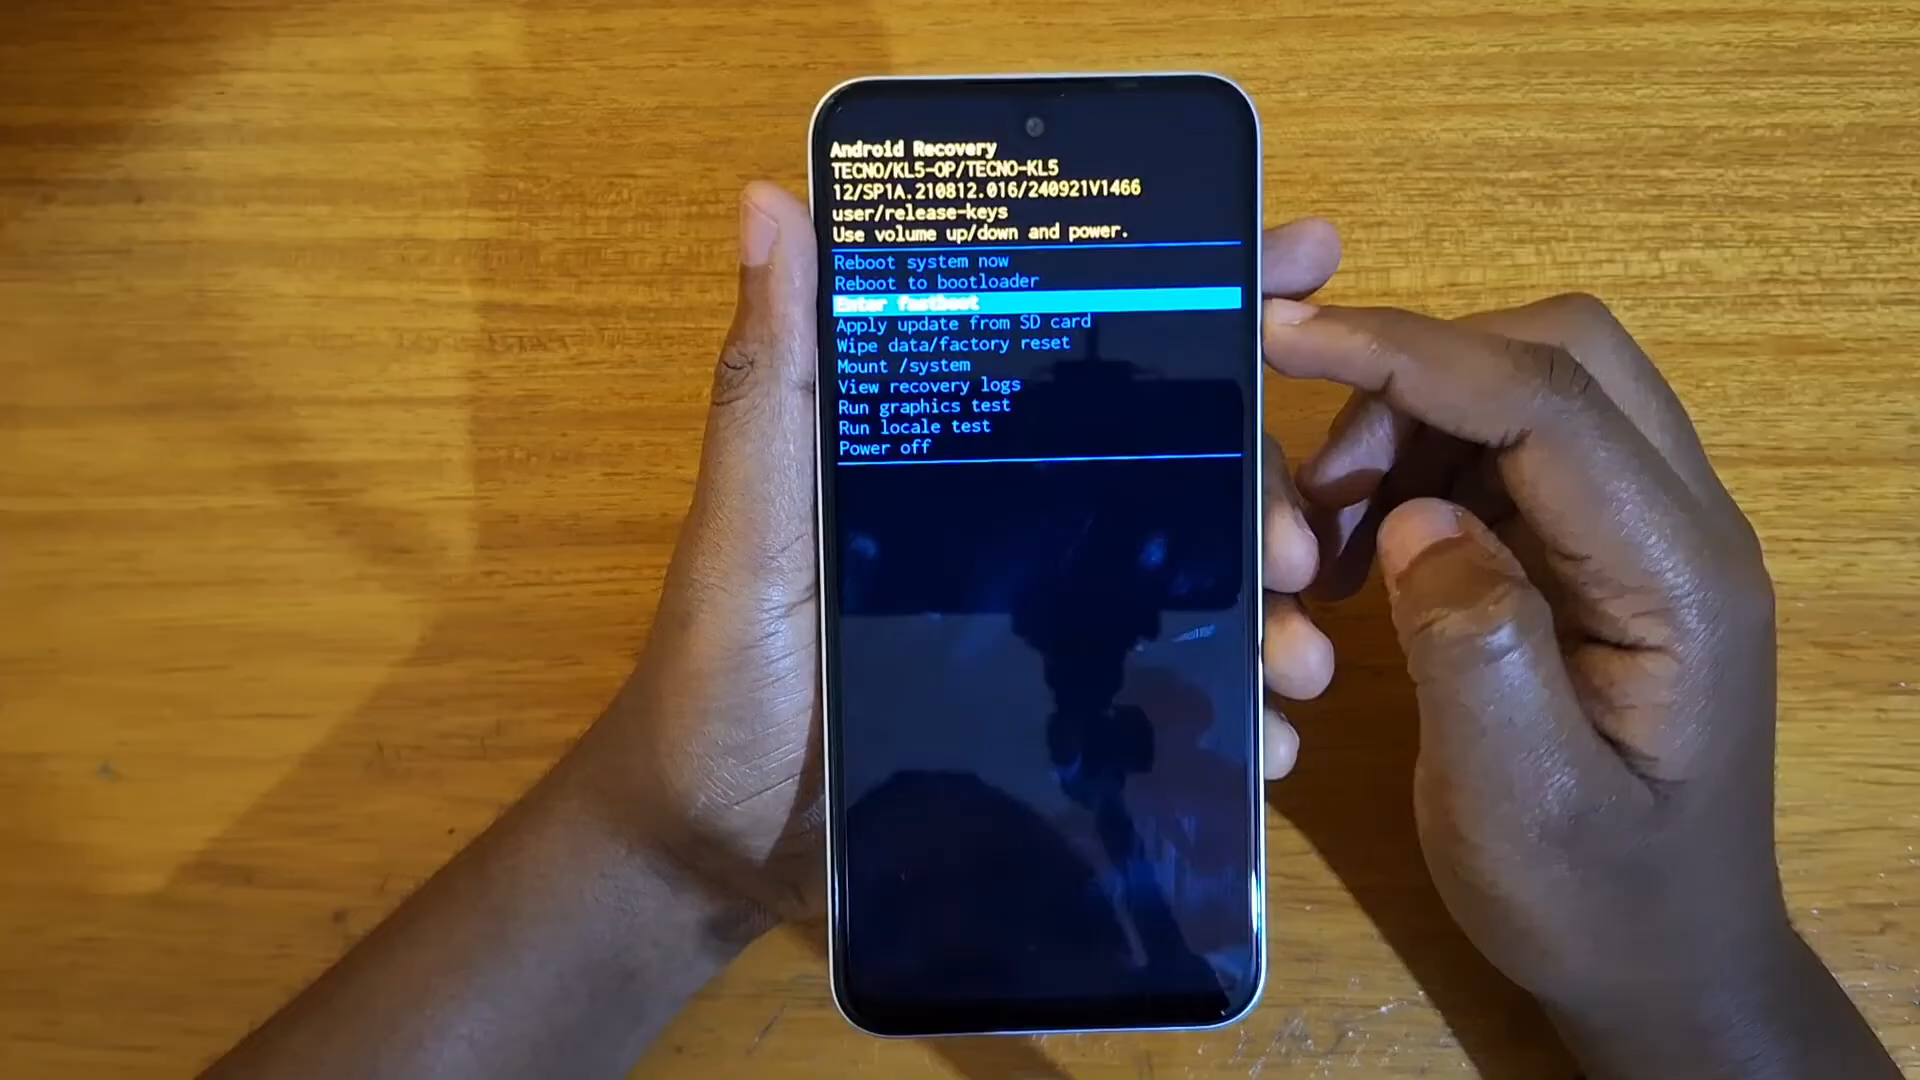 Android Recovery
TECNO/KL5-OP/TECNO-KL5
12/SP1A.210812.016/240921V1466
user/release-keys
Use volume up/down and power.
Reboot system now
Reboot to bootloader
Enter fastboot
Apply update from SD card
Wipe data/factory reset
Mount /system
View recovery logs
Run graphics test
Run locale test
Power off